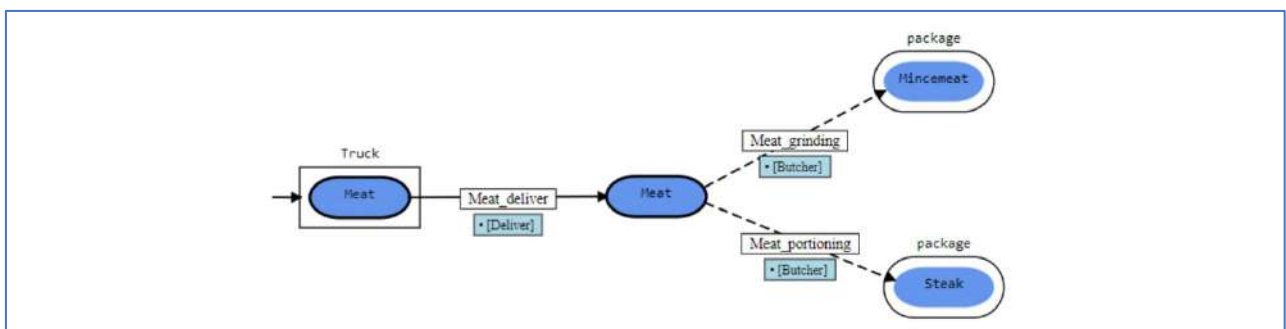 package
Mincemeat
Meat_grinding
• [Butcher]
Truck
Meat
Meat_deliver
• [Deliver]
Meat
Meat_portioning
• [Butcher]
package
Steak